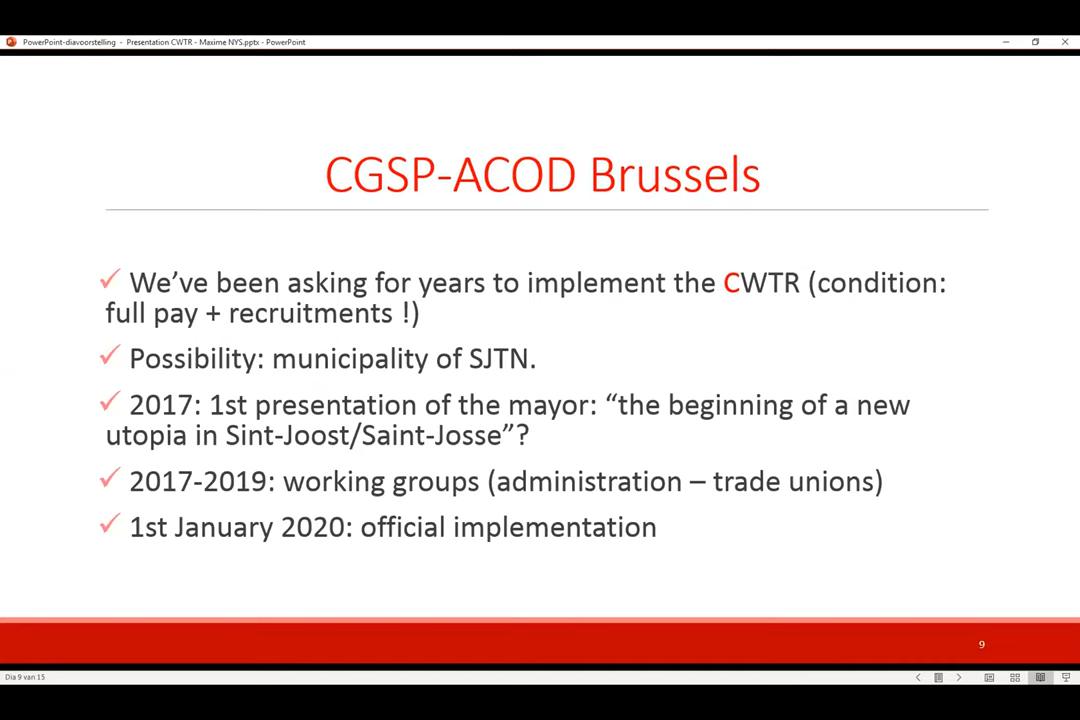 PowerPoint-diavoorstelling - Presentation CWTR - Maxime NYS.pptx - PowerPoint
CGSP-ACOD Brussels
✓ We’ve been asking for years to implement the CWTR (condition:
full pay + recruitments !)
✓ Possibility: municipality of SJTN.
✓ 2017: 1st presentation of the mayor: “the beginning of a new
utopia in Sint-Joost/Saint-Josse”?
✓ 2017-2019: working groups (administration – trade unions)
✓ 1st January 2020: official implementation
9
Dia 9 van 15